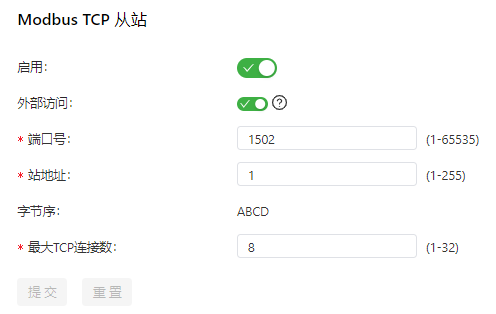 Modbus TCP 从站
启用：
外部访问： ?
* 端口号： 1502 (1-65535)
* 站地址： 1 (1-255)
字节序： ABCD
* 最大TCP连接数： 8 (1-32)
提交 重置